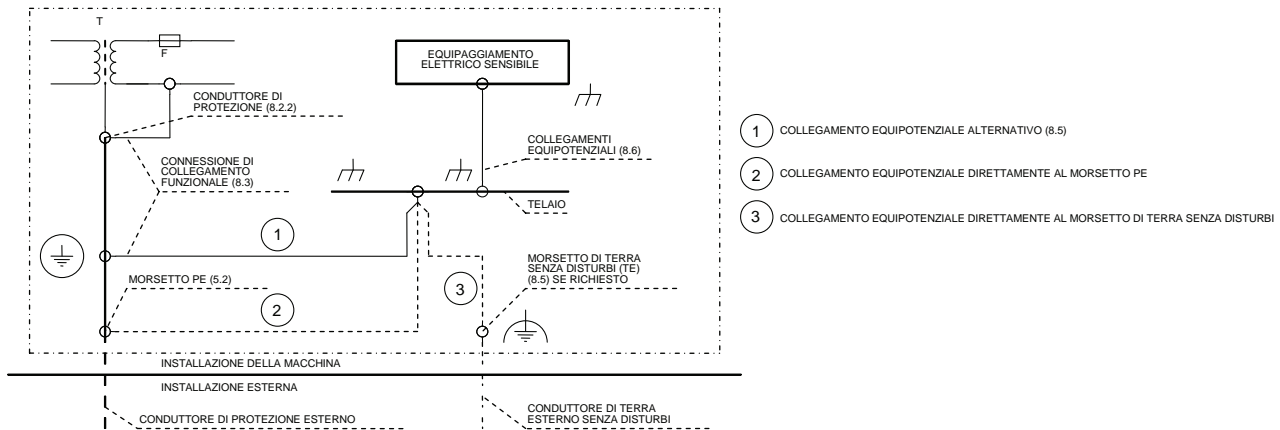 T
F
EQUIPAGGIAMENTO
ELETTRICO SENSIBILE
CONDUTTORE DI
PROTEZIONE (8.2.2)
COLLEGAMENTI
EQUIPOTENZIALI (8.6)
CONNESSIONE DI
COLLEGAMENTO
FUNZIONALE (8.3)
TELAIO
1
MORSETTO PE (5.2)
2
3
MORSETTO DI TERRA
SENZA DISTURBI (TE)
(8.5) SE RICHIESTO
INSTALLAZIONE DELLA MACCHINA
INSTALLAZIONE ESTERNA
CONDUTTORE DI PROTEZIONE ESTERNO
CONDUTTORE DI TERRA
ESTERNO SENZA DISTURBI
1 COLLEGAMENTO EQUIPOTENZIALE ALTERNATIVO (8.5)
2 COLLEGAMENTO EQUIPOTENZIALE DIRETTAMENTE AL MORSETTO PE
3 COLLEGAMENTO EQUIPOTENZIALE DIRETTAMENTE AL MORSETTO DI TERRA SENZA DISTURBI